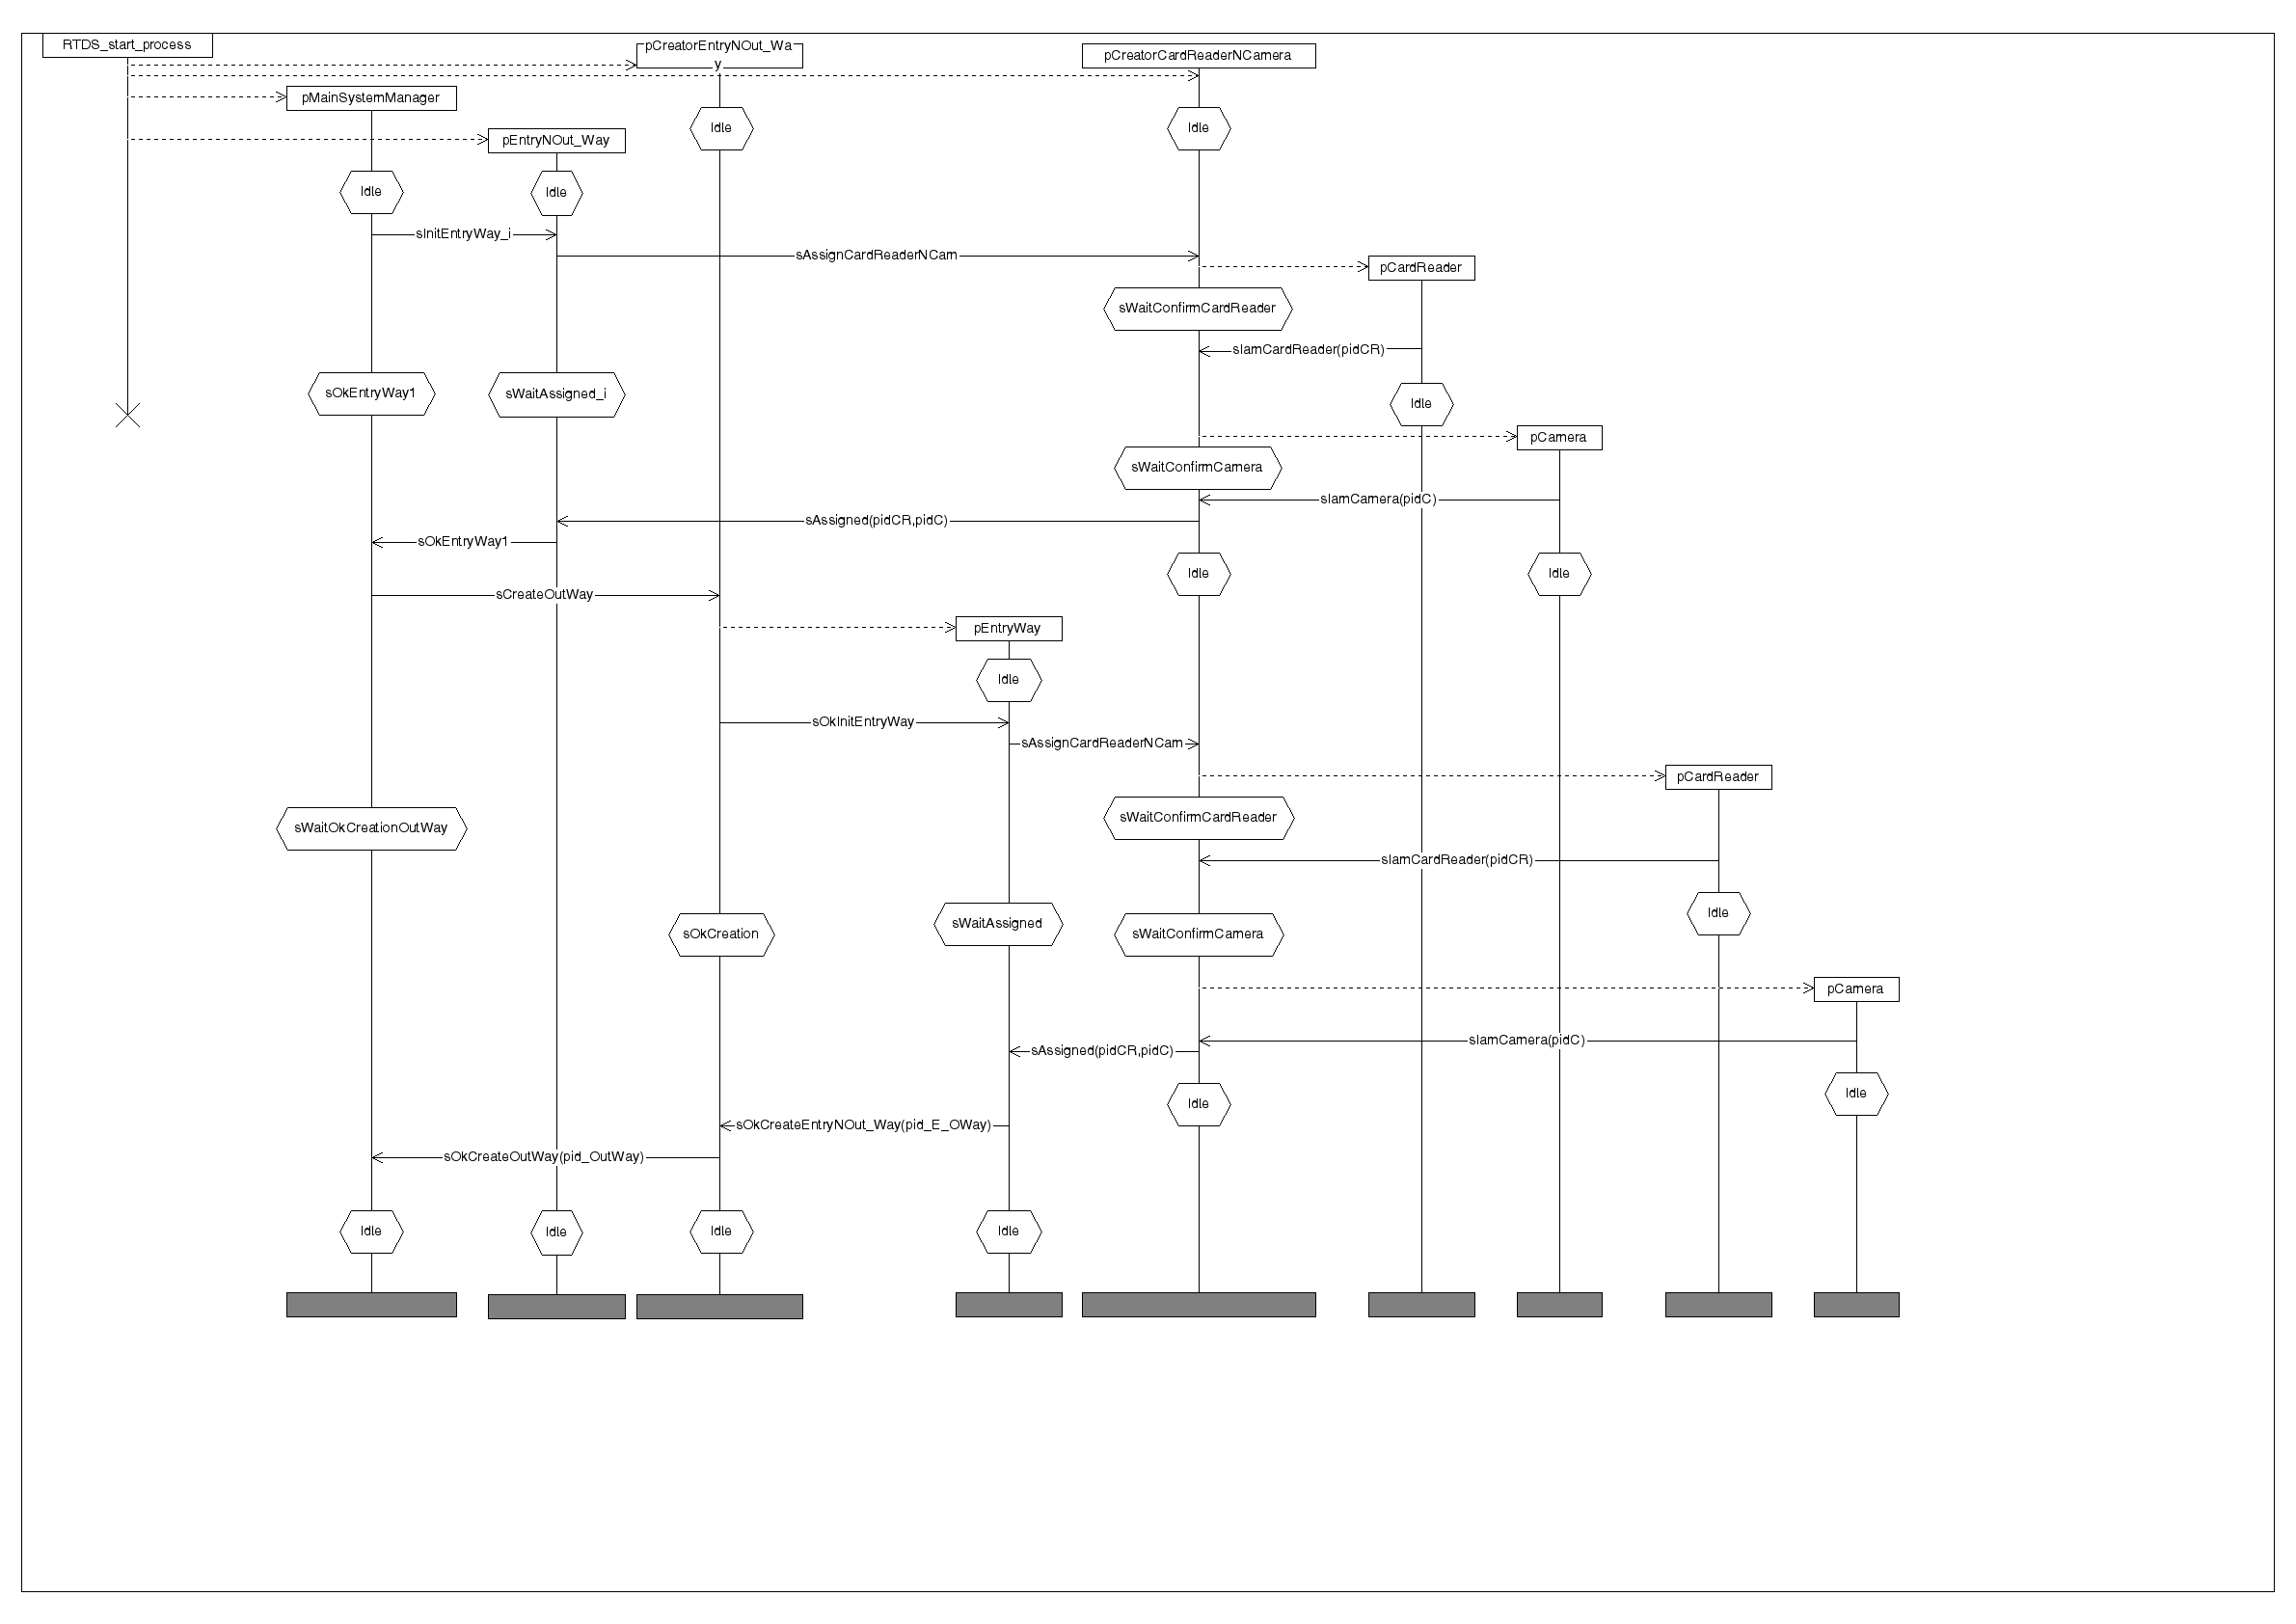 RTDS_start_process
pCreatorEntryNOut_Wa
y
pCreatorCardReaderNCamera
pMainSystemManager
Idle
Idle
pEntryNOut_Way
Idle
Idle
sInitEntryWay_i
sAssignCardReaderNCam
pCardReader
sWaitConfirmCardReader
sIamCardReader(pidCR)
sOkEntryWay1
sWaitAssigned_i
Idle
pCamera
sWaitConfirmCamera
sIamCamera(pidC)
sAssigned(pidCR,pidC)
sOkEntryWay1
Idle
Idle
sCreateOutWay
pEntryWay
Idle
sOkInitEntryWay
sAssignCardReaderNCam
pCardReader
sWaitConfirmCardReader
sWaitOkCreationOutWay
sIamCardReader(pidCR)
Idle
sWaitAssigned
sOkCreation
sWaitConfirmCamera
pCamera
sIamCamera(pidC)
sAssigned(pidCR,pidC)
Idle
Idle
sOkCreateEntryNOut_Way(pid_E_OWay)
sOkCreateOutWay(pid_OutWay)
Idle
Idle
Idle
Idle